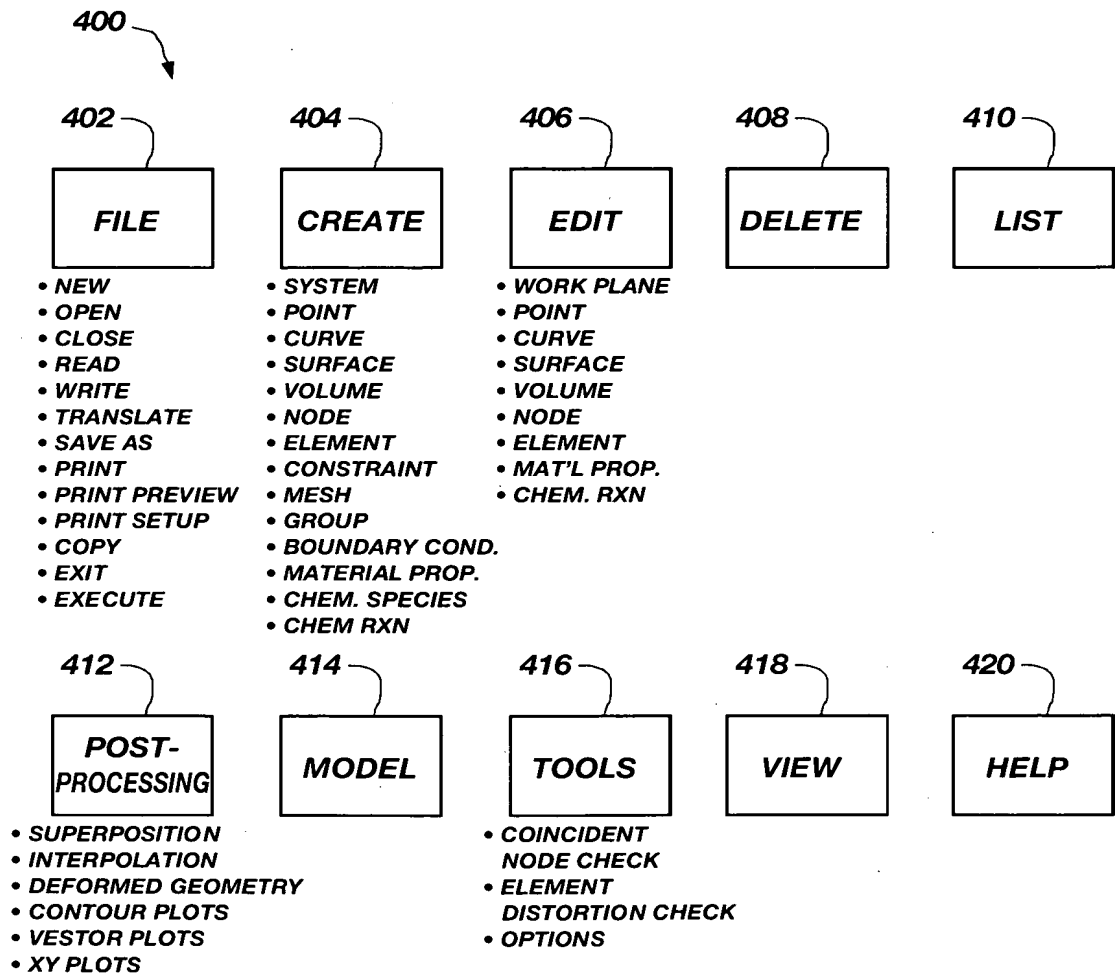 400
402
404
406
408
410
FILE
CREATE
EDIT
DELETE
LIST
• NEW
• OPEN
• CLOSE
• READ
• WRITE
• TRANSLATE
• SAVE AS
• PRINT
• PRINT PREVIEW
• PRINT SETUP
• COPY
• EXIT
• EXECUTE
• SYSTEM
• POINT
• CURVE
• SURFACE
• VOLUME
• NODE
• ELEMENT
• CONSTRAINT
• MESH
• GROUP
• BOUNDARY COND.
• MATERIAL PROP.
• CHEM. SPECIES
• CHEM RXN
• WORK PLANE
• POINT
• CURVE
• SURFACE
• VOLUME
• NODE
• ELEMENT
• MAT'L PROP.
• CHEM. RXN
412
414
416
418
420
POST-
PROCESSING
MODEL
TOOLS
VIEW
HELP
• SUPERPOSITION
• INTERPOLATION
• DEFORMED GEOMETRY
• CONTOUR PLOTS
• VESTOR PLOTS
• XY PLOTS
• COINCIDENT
NODE CHECK
• ELEMENT
DISTORTION CHECK
• OPTIONS